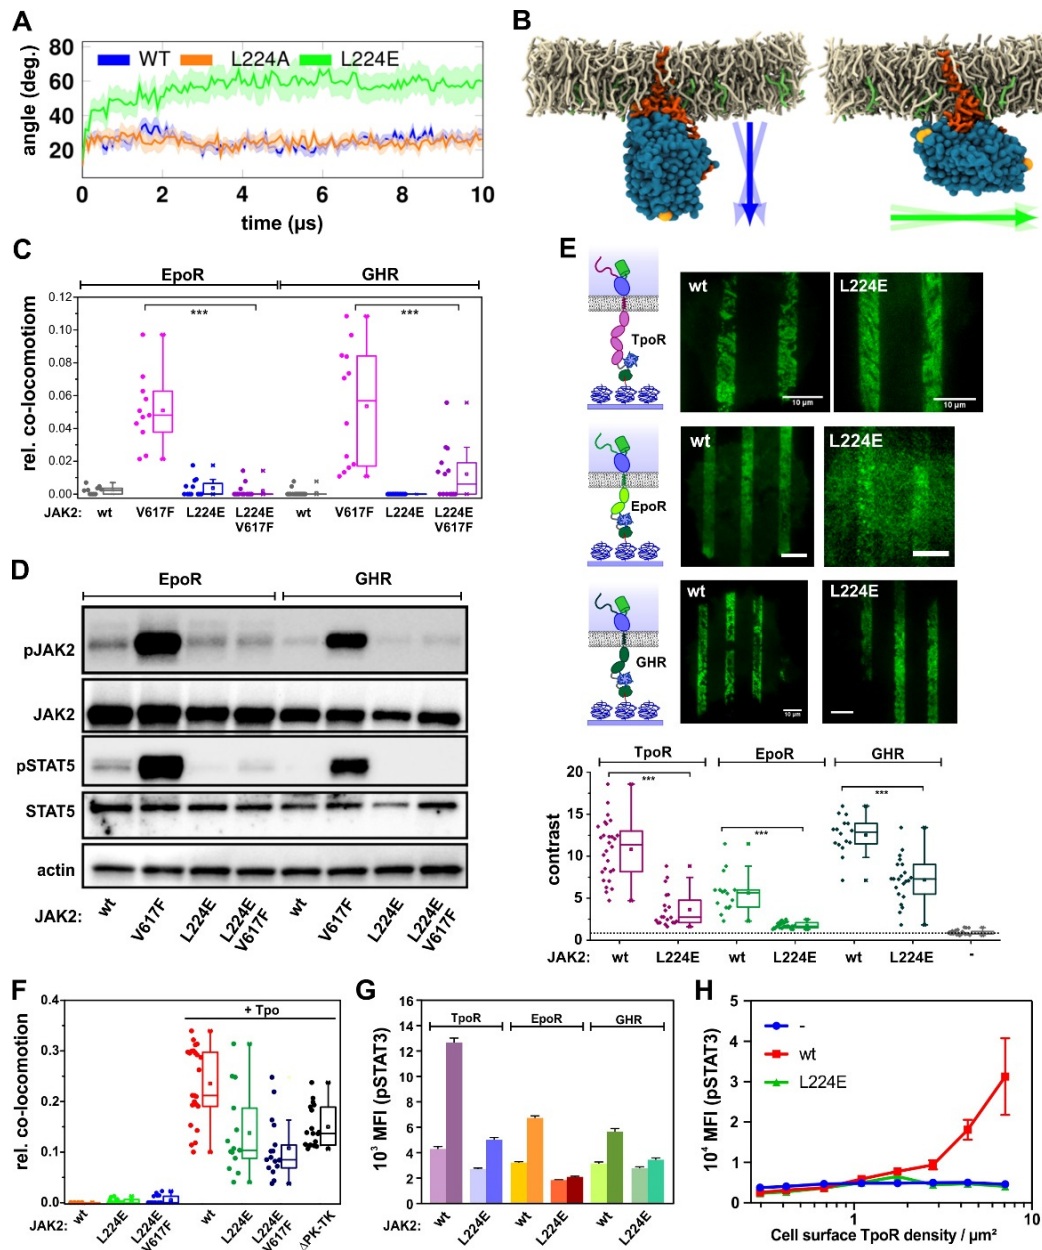 A
80
60
40
20
angle (deg.)
WT
L224A
L224E
0
2
4
6
8
10
time (µs)
B
C
EpoR
GHR
0.12
0.10
0.08
0.06
0.04
0.02
0.00
rel. co-locomotion
***
***
JAK2:
wt
V617F
L224E
L224E
V617F
wt
V617F
L224E
L224E
V617F
D
EpoR
GHR
pJAK2
JAK2
pSTAT5
STAT5
actin
JAK2:
wt
V617F
L224E
L224E
V617F
wt
V617F
L224E
L224E
V617F
E
TpoR
wt
10 µm
L224E
10 µm
EpoR
wt
L224E
GHR
wt
10 µm
L224E
TpoR
EpoR
GHR
20
15
10
5
0
contrast
***
***
***
JAK2:
wt
L224E
wt
L224E
wt
L224E
-
F
0.4
0.3
0.2
0.1
0.0
rel. co-locomotion
+ Tpo
JAK2:
wt
L224E
L224E
V617F
wt
L224E
L224E
V617F
ΔPK-TK
G
16
14
12
10
8
6
4
2
0
10³ MFI (pSTAT3)
TpoR
EpoR
GHR
JAK2:
wt
L224E
wt
L224E
wt
L224E
H
5
4
3
2
1
0
10⁴ MFI (pSTAT3)
-
wt
L224E
1
10
Cell surface TpoR density / µm²